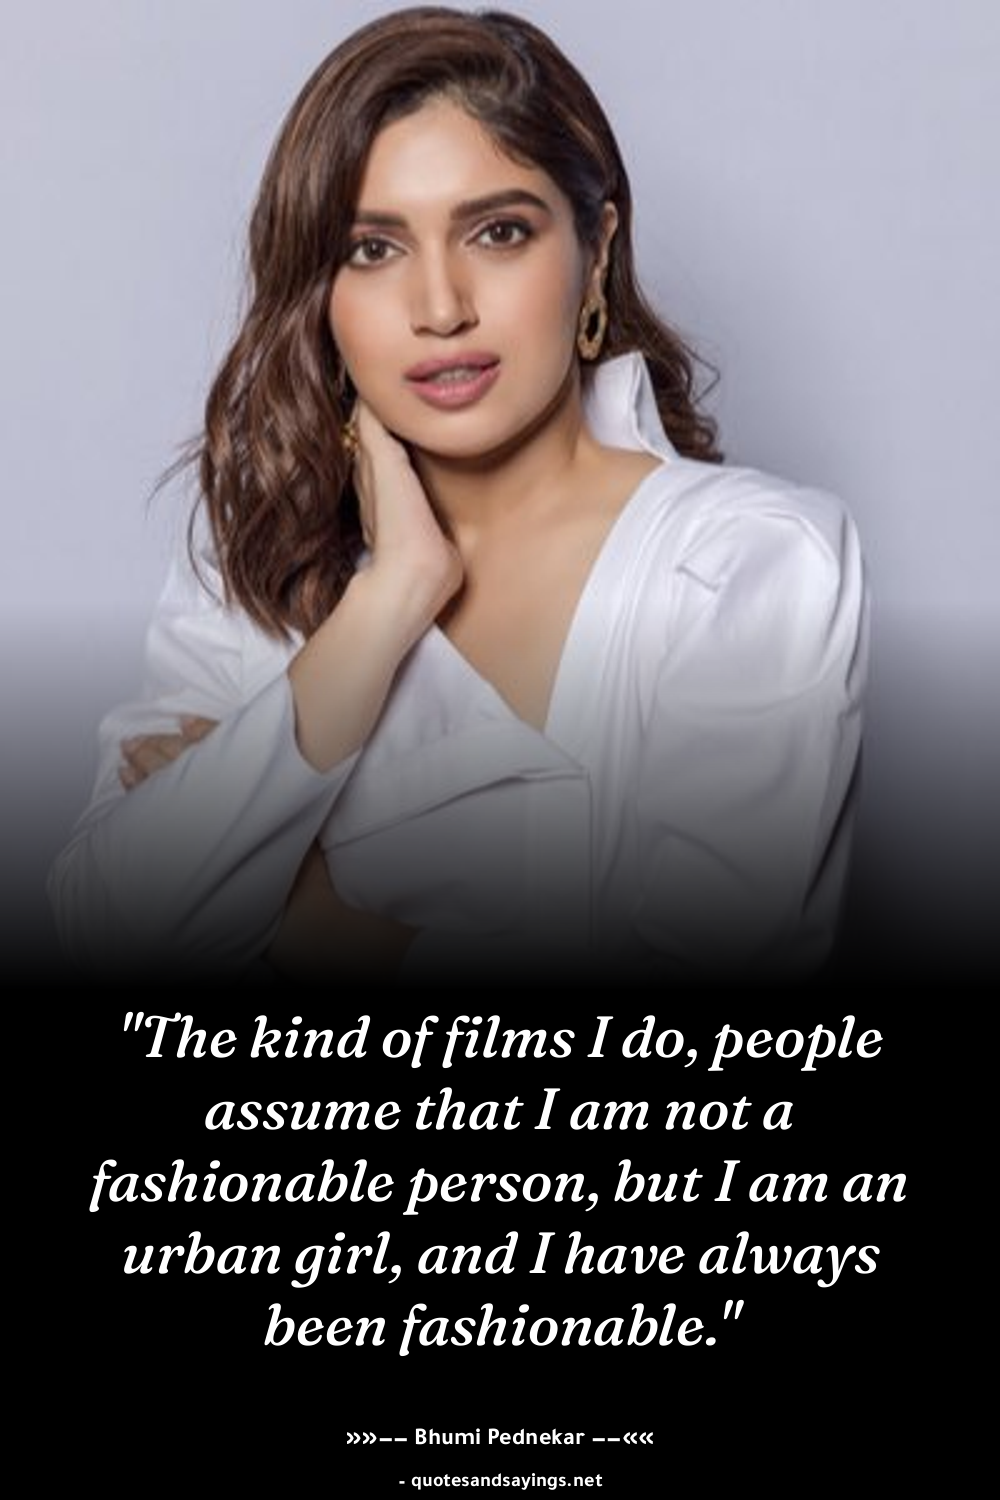 "The kind of films I do, people
assume that I am not a
fashionable person, but I am an
urban girl, and I have always
been fashionable."
»»−− Bhumi Pednekar −−««
- quotesandsayings.net